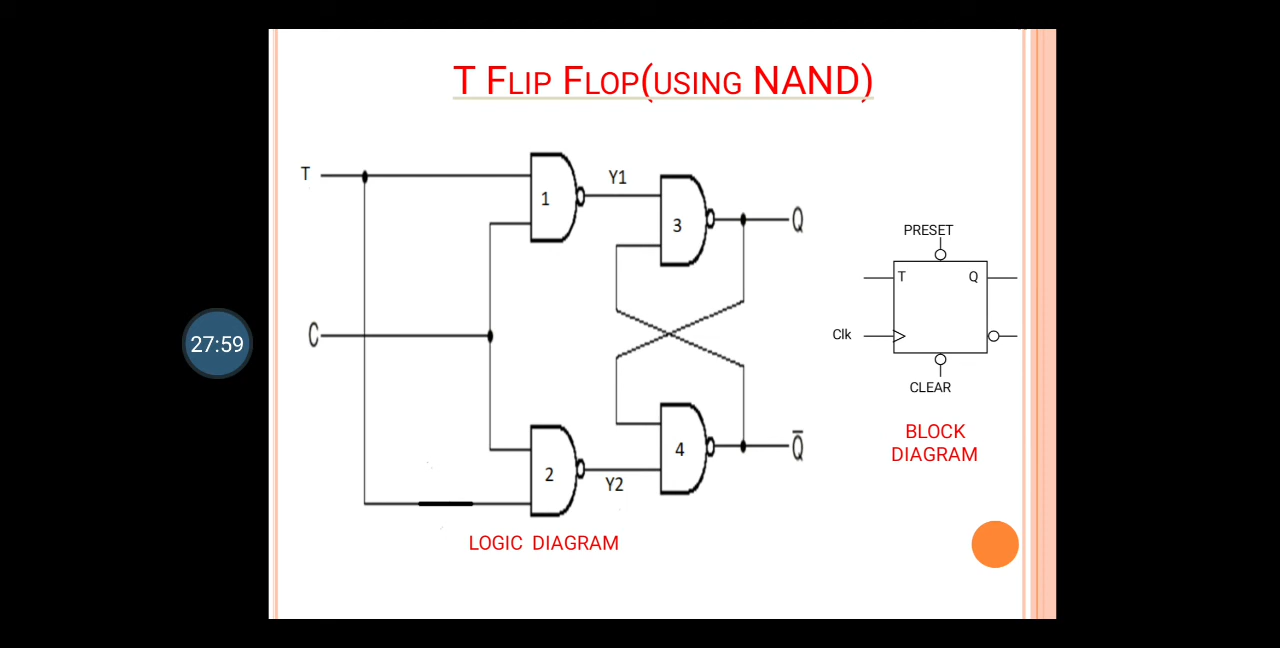 T FLIP FLOP(USING NAND)
T
1
Y1
3
Q
C
27:59
2
Y2
4
Q̅
LOGIC DIAGRAM
PRESET
T
Q
Clk
CLEAR
BLOCK
DIAGRAM